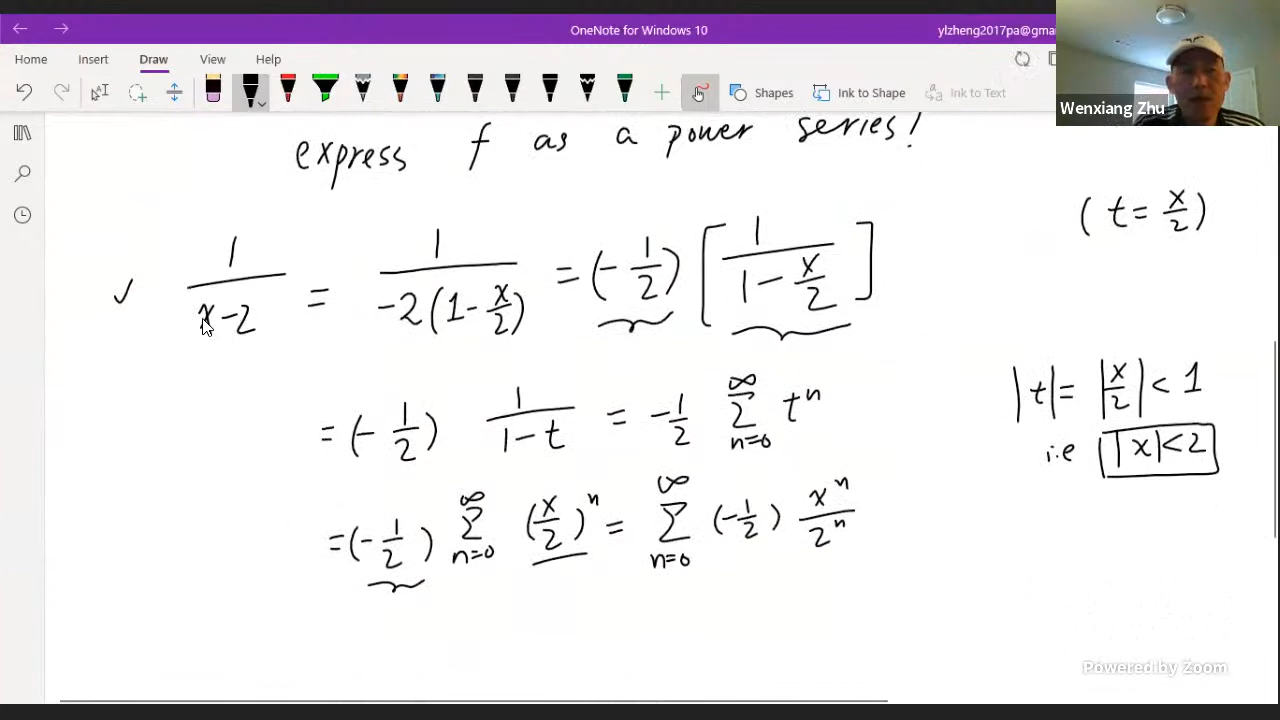 OneNote for Windows 10
ylzheng2017pa@gma
Home Insert Draw View Help
Shapes Ink to Shape Ink to Text
Wenxiang Zhu
express f as a power series!
( t = x/2 )
✓ 1/(x-2) = 1/(-2(1 - x/2)) = (-1/2) [ 1/(1 - x/2) ]
|t| = |x/2| < 1
= (-1/2) 1/(1-t) = -1/2 ∑_{n=0}^{∞} t^n
i.e |x|<2
= (-1/2) ∑_{n=0}^{∞} (x/2)^n = ∑_{n=0}^{∞} (-1/2) x^n/2^n
Powered by Zoom